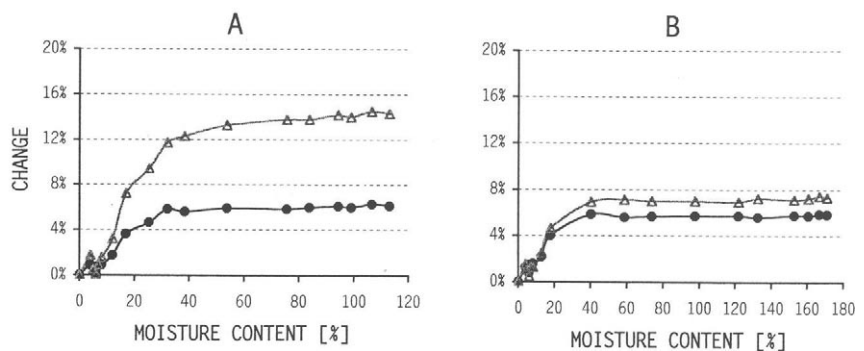 A
20%
16%
12%
8%
4%
0%
CHANGE
0 20 40 60 80 100 120
MOISTURE CONTENT [%]
B
20%
16%
12%
8%
4%
0%
0 20 40 60 80 100 120 140 160 180
MOISTURE CONTENT [%]